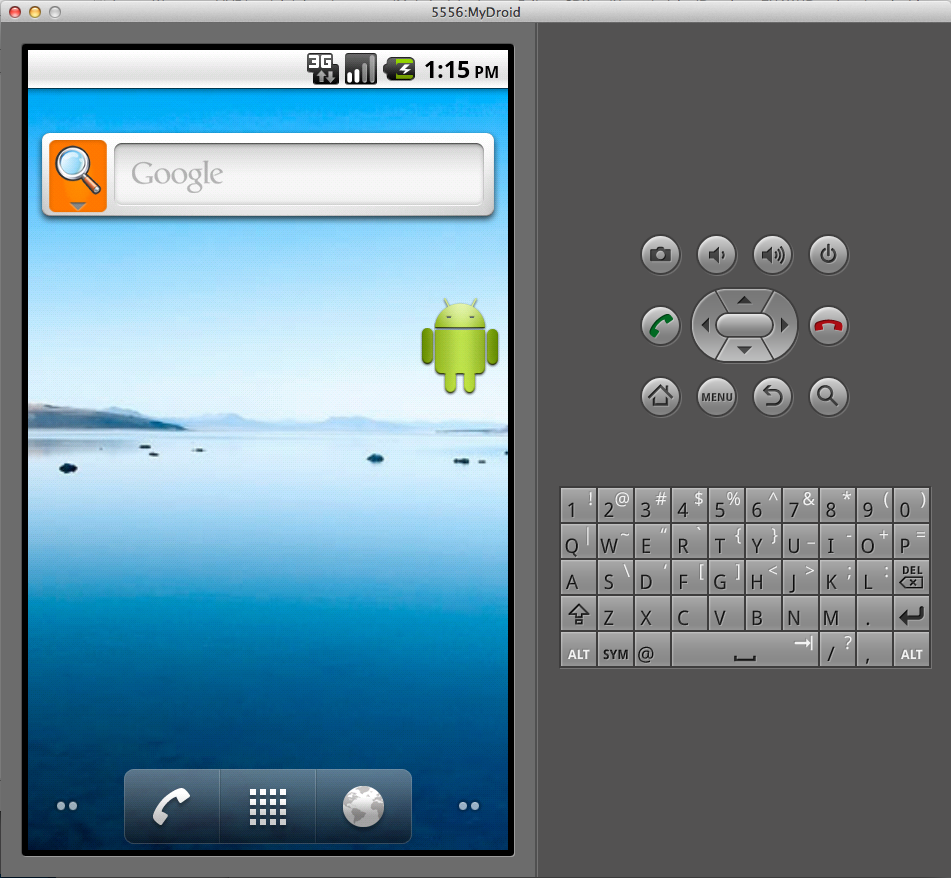 5556:MyDroid
3G 1:15 PM
Google
MENU
1 ! 2 @ 3 # 4 $ 5 % 6 ^ 7 & 8 * 9 ( 0 )
Q | W ~ E “ R ` T { Y } U _ I - O + P =
A S \ D ‘ F [ G ] H < J > K ; L : DEL
Z X C V B N M .
ALT SYM @ / ? , ALT